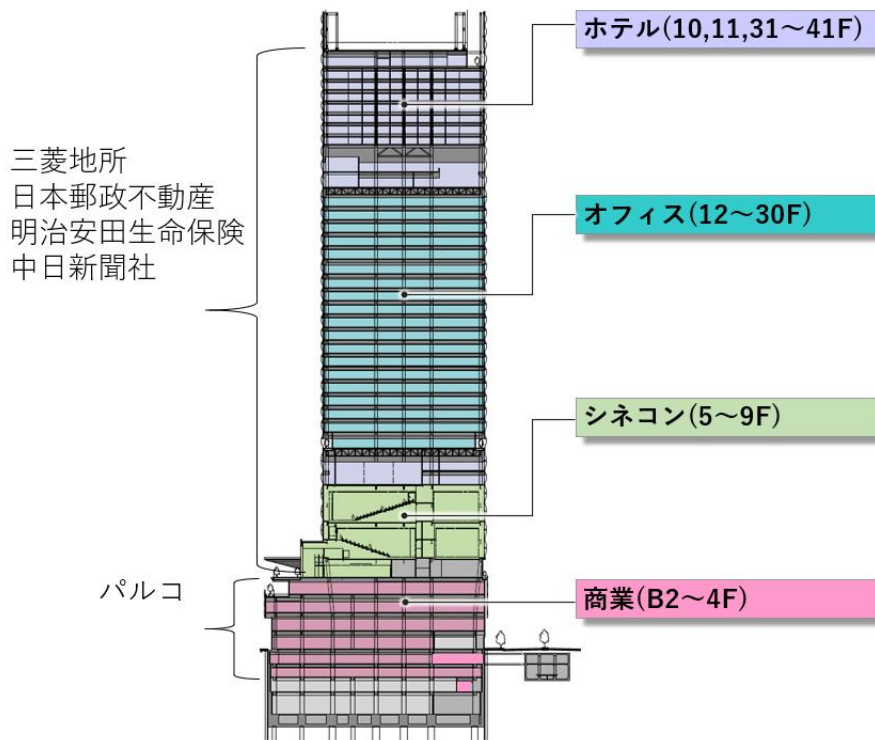 ホテル(10,11,31～41F)
三菱地所
日本郵政不動産
明治安田生命保険
中日新聞社
オフィス(12～30F)
シネコン(5～9F)
パルコ
商業(B2～4F)